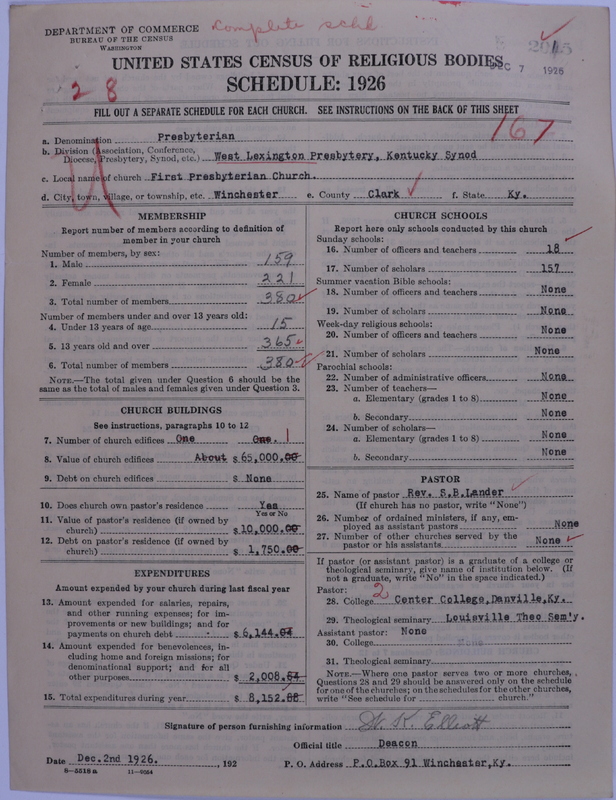 complete schd
DEPARTMENT OF COMMERCE
BUREAU OF THE CENSUS
WASHINGTON
DEC 7 1926
UNITED STATES CENSUS OF RELIGIOUS BODIES
28
SCHEDULE: 1926
FILL OUT A SEPARATE SCHEDULE FOR EACH CHURCH. SEE INSTRUCTIONS ON THE BACK OF THIS SHEET
167
a. Denomination Presbyterian
b. Division (Association, Conference, Diocese, Presbytery, Synod, etc.) West Lexington Presbytery, Kentucky Synod
c. Local name of church First Presbyterian Church.
d. City, town, village, or township, etc. Winchester e. County Clark f. State Ky.
MEMBERSHIP
Report number of members according to definition of
member in your church
Number of members, by sex:
1. Male 159
2. Female 221
3. Total number of members 380
Number of members under and over 13 years old:
4. Under 13 years of age 15
5. 13 years old and over 365
6. Total number of members 380
NOTE.—The total given under Question 6 should be
the same as the total of males and females given under Question 3.
CHURCH BUILDINGS
See instructions, paragraphs 10 to 12
7. Number of church edifices One One. 1
8. Value of church edifices About $ 65,000.00
9. Debt on church edifices $ None
10. Does church own pastor's residence Yes
Yes or No
11. Value of pastor's residence (if owned by
church) $ 10,000.00
12. Debt on pastor's residence (if owned by
church) $ 1,750.00
EXPENDITURES
Amount expended by your church during last fiscal year
13. Amount expended for salaries, repairs,
and other running expenses; for im-
provements or new buildings; and for
payments on church debt $ 6,144.
14. Amount expended for benevolences, in-
cluding home and foreign missions; for
denominational support; and for all
other purposes $ 2,008.
15. Total expenditures during year $ 8,152.
CHURCH SCHOOLS
Report here only schools conducted by this church
Sunday schools:
16. Number of officers and teachers 18
17. Number of scholars 157
Summer vacation Bible schools:
18. Number of officers and teachers None
19. Number of scholars None
Week-day religious schools:
20. Number of officers and teachers None
21. Number of scholars None
Parochial schools:
22. Number of administrative officers None
23. Number of teachers—
a. Elementary (grades 1 to 8) None
b. Secondary None
24. Number of scholars—
a. Elementary (grades 1 to 8) None
b. Secondary None
PASTOR
25. Name of pastor Rev. S.B.Lander
(If church has no pastor, write "None")
26. Number of ordained ministers, if any, em-
ployed as assistant pastors None
27. Number of other churches served by the
pastor or his assistants None
If pastor (or assistant pastor) is a graduate of a college or
theological seminary, give name of institution below. (If
not a graduate, write "No" in the space indicated.)
Pastor:
28. College 2 Center College,Danville,Ky.
29. Theological seminary Louisville Theo Sem'y.
Assistant pastor: None
30. College None
31. Theological seminary
NOTE.—Where one pastor serves two or more churches,
Questions 28 and 29 should be answered only on the schedule
for one of the churches; on the schedules for the other churches,
write "See schedule for church."
Signature of person furnishing information W. R. Elliott
Official title Deacon
Date Dec.2nd 1926. , 192 P. O. Address P.O.Box 91 Winchester,Ky.
8—5518 a 11—9064